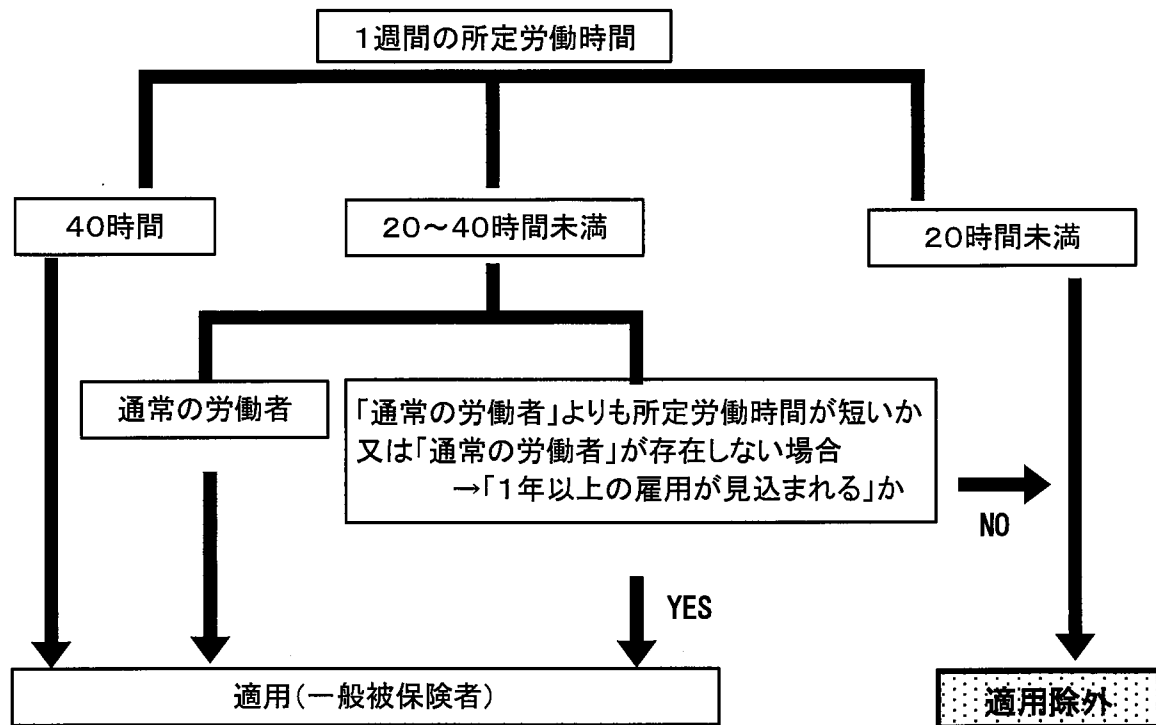 1週間の所定労働時間
40時間
20～40時間未満
20時間未満
通常の労働者
「通常の労働者」よりも所定労働時間が短いか
又は「通常の労働者」が存在しない場合
→「1年以上の雇用が見込まれる」か
NO
YES
適用(一般被保険者)
適用除外